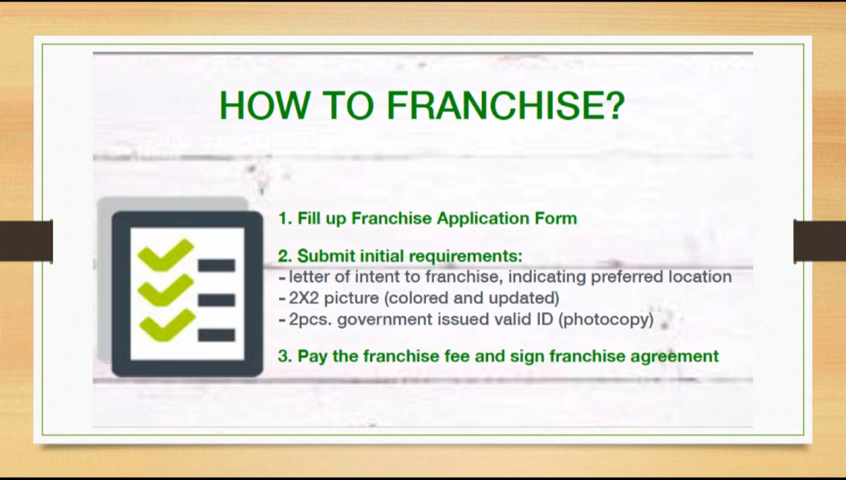 HOW TO FRANCHISE?
1. Fill up Franchise Application Form
2. Submit initial requirements:
- letter of intent to franchise, indicating preferred location
- 2X2 picture (colored and updated)
- 2pcs. government issued valid ID (photocopy)
3. Pay the franchise fee and sign franchise agreement